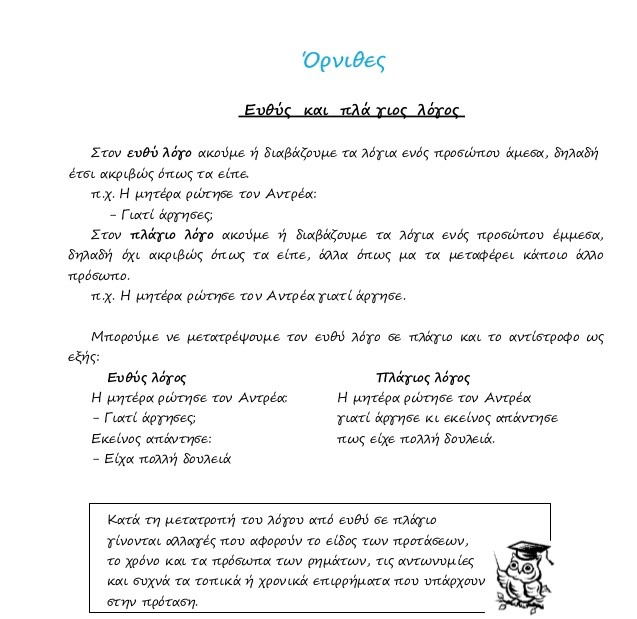 Όρνιθες
Ευθύς και πλά γιος λόγος
Στον ευθύ λόγο ακούμε ή διαβάζουμε τα λόγια ενός προσώπου άμεσα, δηλαδή
έτσι ακριβώς όπως τα είπε.
π.χ. Η μητέρα ρώτησε τον Αντρέα:
– Γιατί άργησες;
Στον πλάγιο λόγο ακούμε ή διαβάζουμε τα λόγια ενός προσώπου έμμεσα,
δηλαδή όχι ακριβώς όπως τα είπε, άλλα όπως μα τα μεταφέρει κάποιο άλλο
πρόσωπο.
π.χ. Η μητέρα ρώτησε τον Αντρέα γιατί άργησε.
Μπορούμε νε μετατρέψουμε τον ευθύ λόγο σε πλάγιο και το αντίστροφο ως
εξής:
Ευθύς λόγος
Η μητέρα ρώτησε τον Αντρέα:
– Γιατί άργησες;
Εκείνος απάντησε:
– Είχα πολλή δουλειά
Πλάγιος λόγος
Η μητέρα ρώτησε τον Αντρέα
γιατί άργησε κι εκείνος απάντησε
πως είχε πολλή δουλειά.
Κατά τη μετατροπή του λόγου από ευθύ σε πλάγιο
γίνονται αλλαγές που αφορούν το είδος των προτάσεων,
το χρόνο και τα πρόσωπα των ρημάτων, τις αντωνυμίες
και συχνά τα τοπικά ή χρονικά επιρρήματα που υπάρχουν
στην πρόταση.